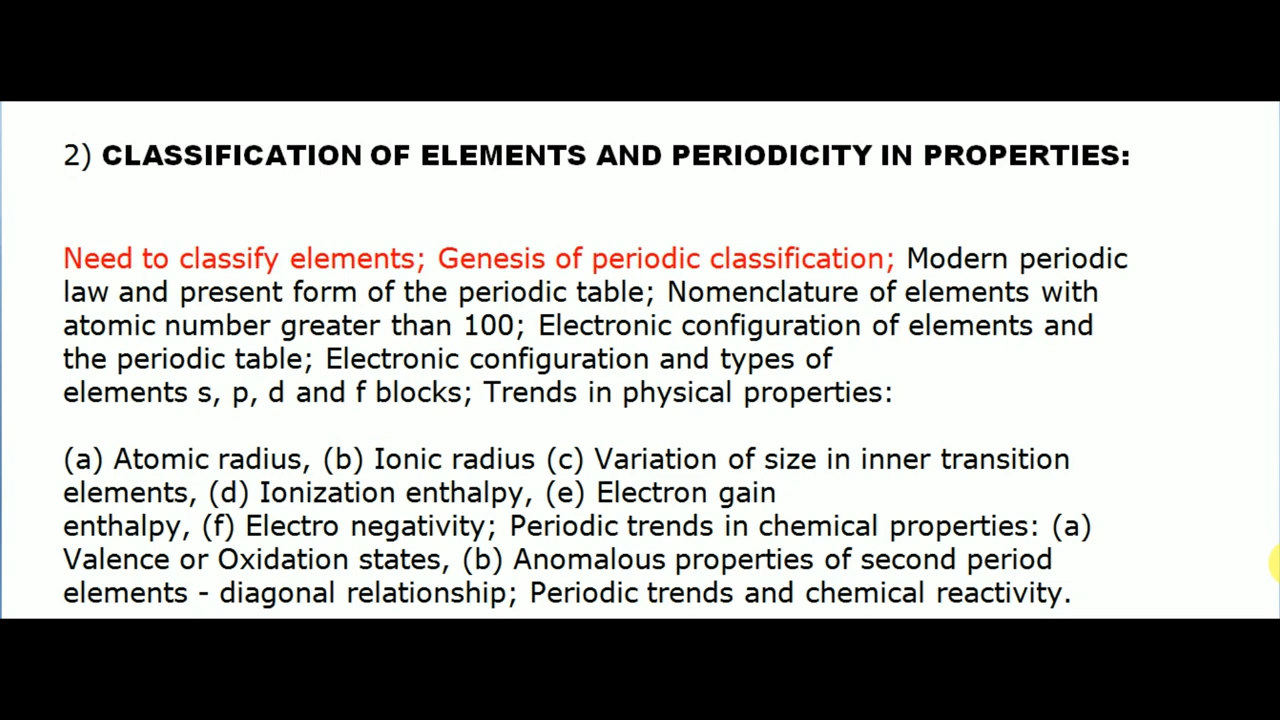 2) CLASSIFICATION OF ELEMENTS AND PERIODICITY IN PROPERTIES:
Need to classify elements; Genesis of periodic classification; Modern periodic
law and present form of the periodic table; Nomenclature of elements with
atomic number greater than 100; Electronic configuration of elements and
the periodic table; Electronic configuration and types of
elements s, p, d and f blocks; Trends in physical properties:
(a) Atomic radius, (b) Ionic radius (c) Variation of size in inner transition
elements, (d) Ionization enthalpy, (e) Electron gain
enthalpy, (f) Electro negativity; Periodic trends in chemical properties: (a)
Valence or Oxidation states, (b) Anomalous properties of second period
elements - diagonal relationship; Periodic trends and chemical reactivity.